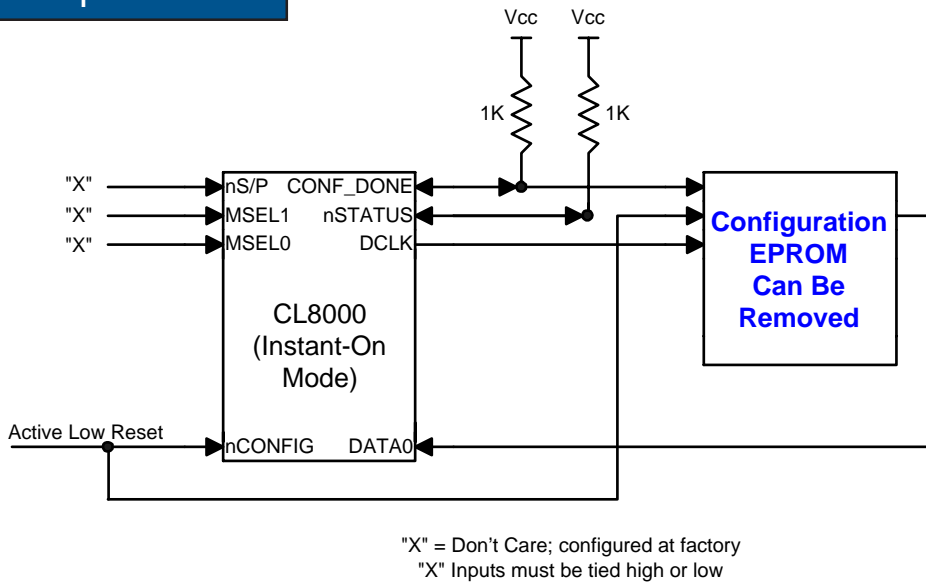 Vcc Vcc
1K 1K
"X" nS/P CONF_DONE
"X" MSEL1 nSTATUS
"X" MSEL0 DCLK
CL8000
(Instant-On
Mode)
Configuration
EPROM
Can Be
Removed
Active Low Reset
nCONFIG DATA0
"X" = Don't Care; configured at factory
"X" Inputs must be tied high or low